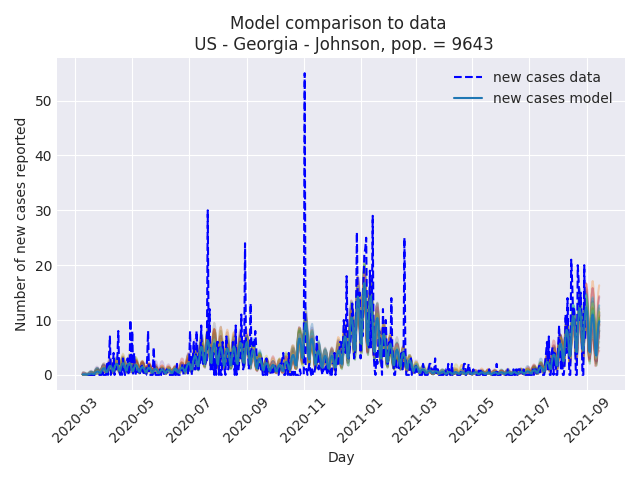 Model comparison to data
US - Georgia - Johnson, pop. = 9643
new cases data
new cases model
Number of new cases reported
50
40
30
20
10
0
2020-03
2020-05
2020-07
2020-09
2020-11
2021-01
2021-03
2021-05
2021-07
2021-09
Day